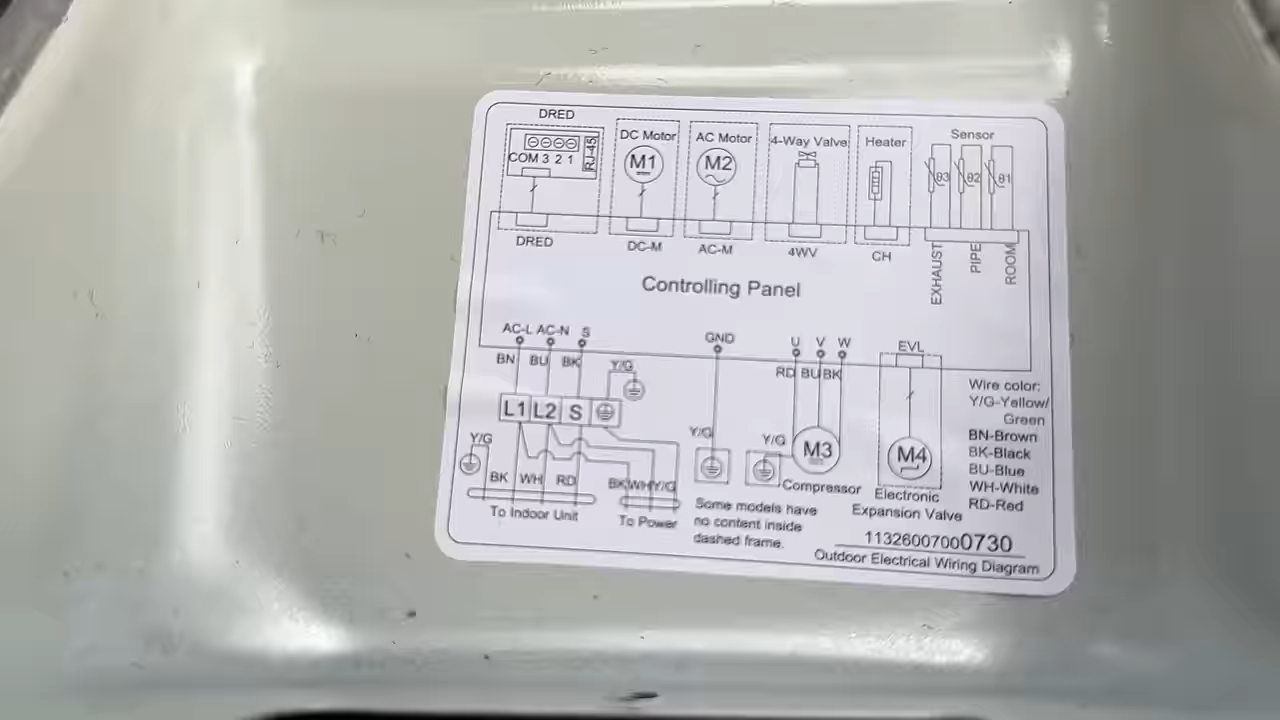 DRED
DC Motor
AC Motor
4-Way Valve
Heater
Sensor
COM 3 2 1
RJ-45
M1
M2
θ3
θ2
θ1
DRED
DC-M
AC-M
4WV
CH
EXHAUST
PIPE
ROOM
Controlling Panel
AC-L AC-N S
GND
U V W
EVL
BN BU BK
Y/G
RD BU BK
L1 L2 S
Y/G
Y/G
Y/G
M3
M4
BK WH RD
BK WH Y/G
Compressor
To Indoor Unit
To Power
Some models have
no content inside
dashed frame.
Electronic
Expansion Valve
Wire color:
Y/G-Yellow/
Green
BN-Brown
BK-Black
BU-Blue
WH-White
RD-Red
11326007000730
Outdoor Electrical Wiring Diagram